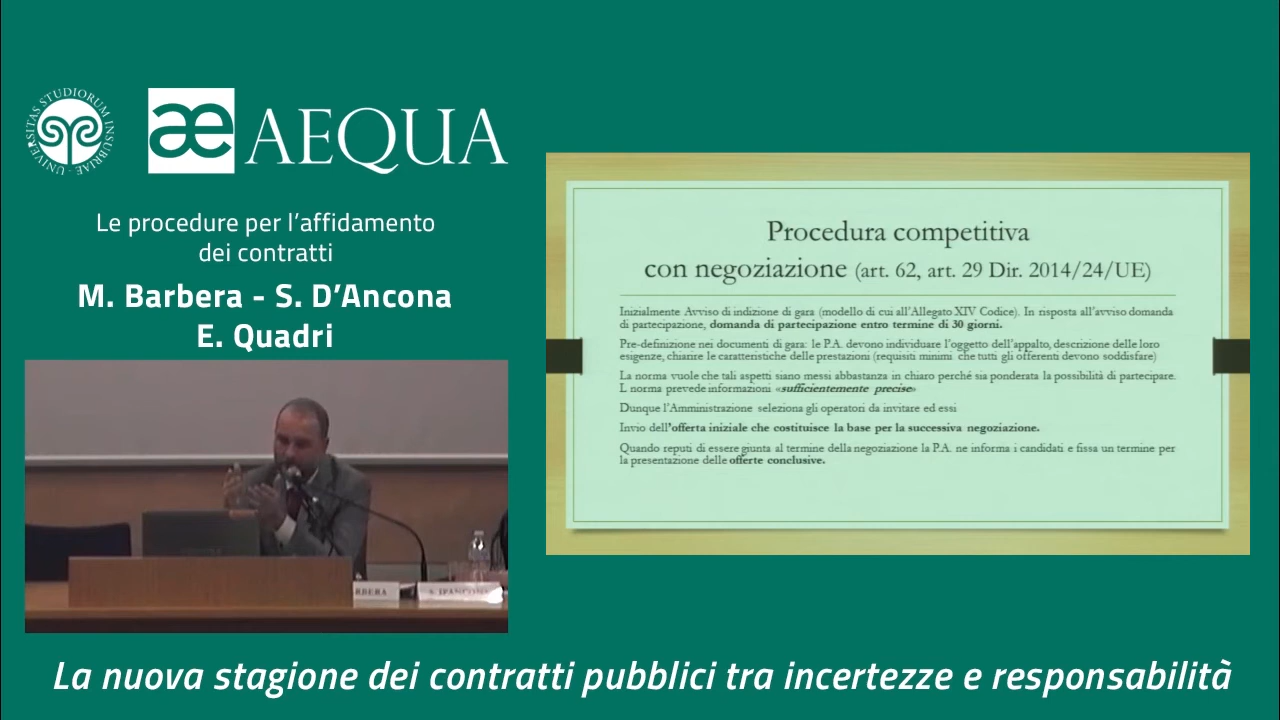 UNIVERSITAS STUDIORUM INSUBRIAE
æ AEQUA
Le procedure per l'affidamento
dei contratti
M. Barbera - S. D'Ancona
E. Quadri
Procedura competitiva
con negoziazione (art. 62, art. 29 Dir. 2014/24/UE)
Inizialmente Avviso di indizione di gara (modello di cui all'Allegato XIV Codice). In risposta all'avviso domanda
di partecipazione, domanda di partecipazione entro termine di 30 giorni.
Pre-definizione nei documenti di gara: le P.A. devono individuare l'oggetto dell'appalto, descrizione delle loro
esigenze, chiarire le caratteristiche delle prestazioni (requisiti minimi che tutti gli offerenti devono soddisfare)
La norma vuole che tali aspetti siano messi abbastanza in chiaro perché sia ponderata la possibilità di partecipare.
L norma prevede informazioni «sufficientemente precise»
Dunque l'Amministrazione seleziona gli operatori da invitare ed essi
Invio dell'offerta iniziale che costituisce la base per la successiva negoziazione.
Quando reputi di essere giunta al termine della negoziazione la P.A. ne informa i candidati e fissa un termine per
la presentazione delle offerte conclusive.
RBERA
La nuova stagione dei contratti pubblici tra incertezze e responsabilità